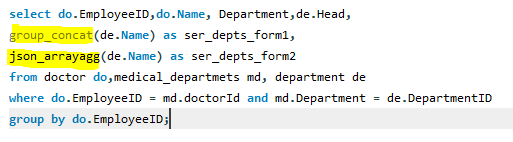 select do.EmployeeID,do.Name, Department,de.Head,
group_concat(de.Name) as ser_depts_form1,
json_arrayagg(de.Name) as ser_depts_form2
from doctor do,medical_departmets md, department de
where do.EmployeeID = md.doctorId and md.Department = de.DepartmentID
group by do.EmployeeID;